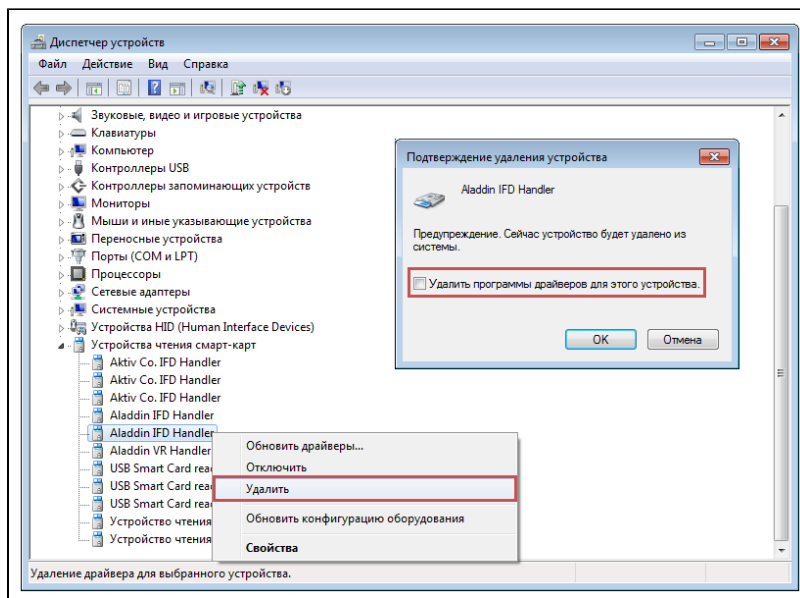 Диспетчер устройств
Файл Действие Вид Справка
Звуковые, видео и игровые устройства
Клавиатуры
Компьютер
Контроллеры USB
Контроллеры запоминающих устройств
Мониторы
Мыши и иные указывающие устройства
Переносные устройства
Порты (COM и LPT)
Процессоры
Сетевые адаптеры
Системные устройства
Устройства HID (Human Interface Devices)
Устройства чтения смарт-карт
Aktiv Co. IFD Handler
Aktiv Co. IFD Handler
Aktiv Co. IFD Handler
Aladdin IFD Handler
Aladdin IFD Handler
Aladdin VR Handler
USB Smart Card rea
USB Smart Card rea
USB Smart Card rea
Устройство чтения
Устройство чтения
Обновить драйверы...
Отключить
Удалить
Обновить конфигурацию оборудования
Свойства
Подтверждение удаления устройства
Aladdin IFD Handler
Предупреждение. Сейчас устройство будет удалено из
системы.
Удалить программы драйверов для этого устройства.
OK Отмена
Удаление драйвера для выбранного устройства.